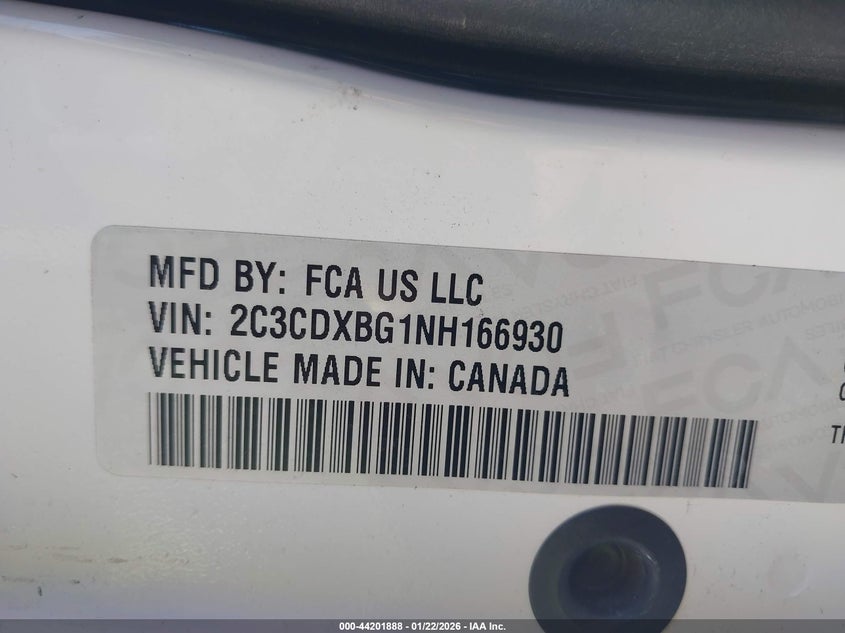 MFD BY: FCA US LLC
VIN: 2C3CDXBG1NH166930
VEHICLE MADE IN: CANADA
000-44201888 - 01/22/2026 - IAA Inc.